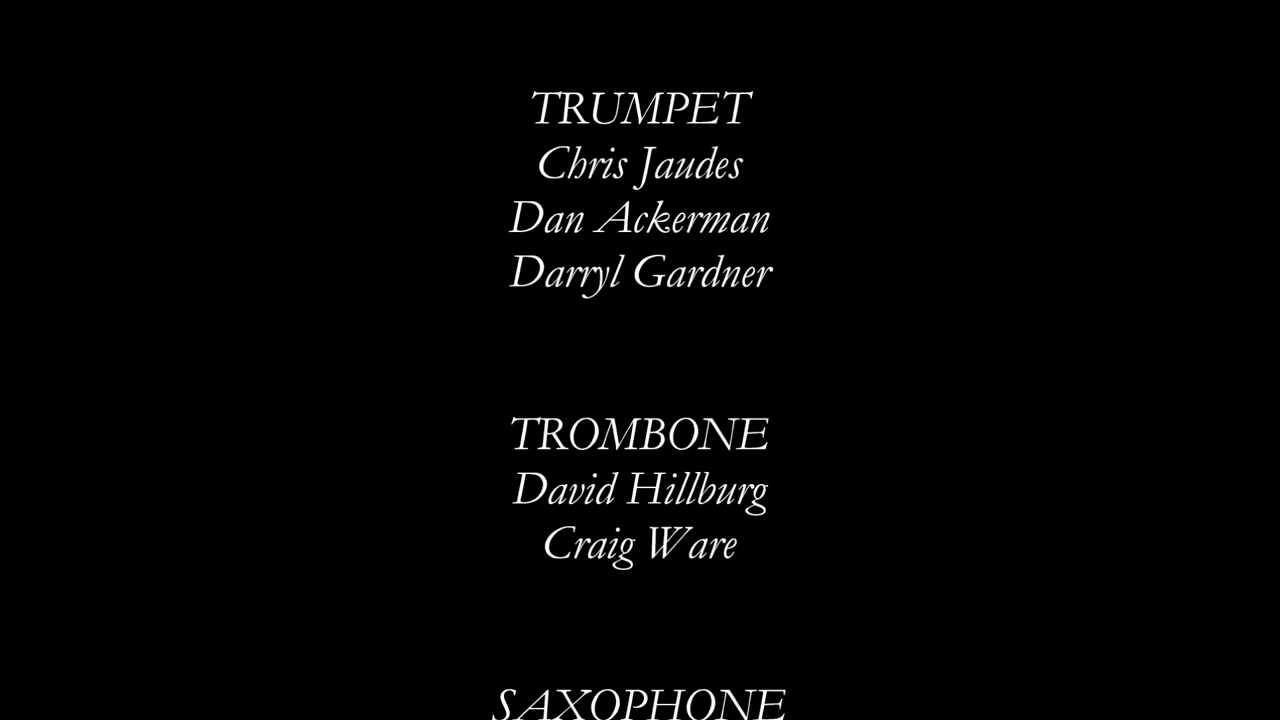 TRUMPET
Chris Jaudes
Dan Ackerman
Darryl Gardner
TROMBONE
David Hillburg
Craig Ware
SAXOPHONE